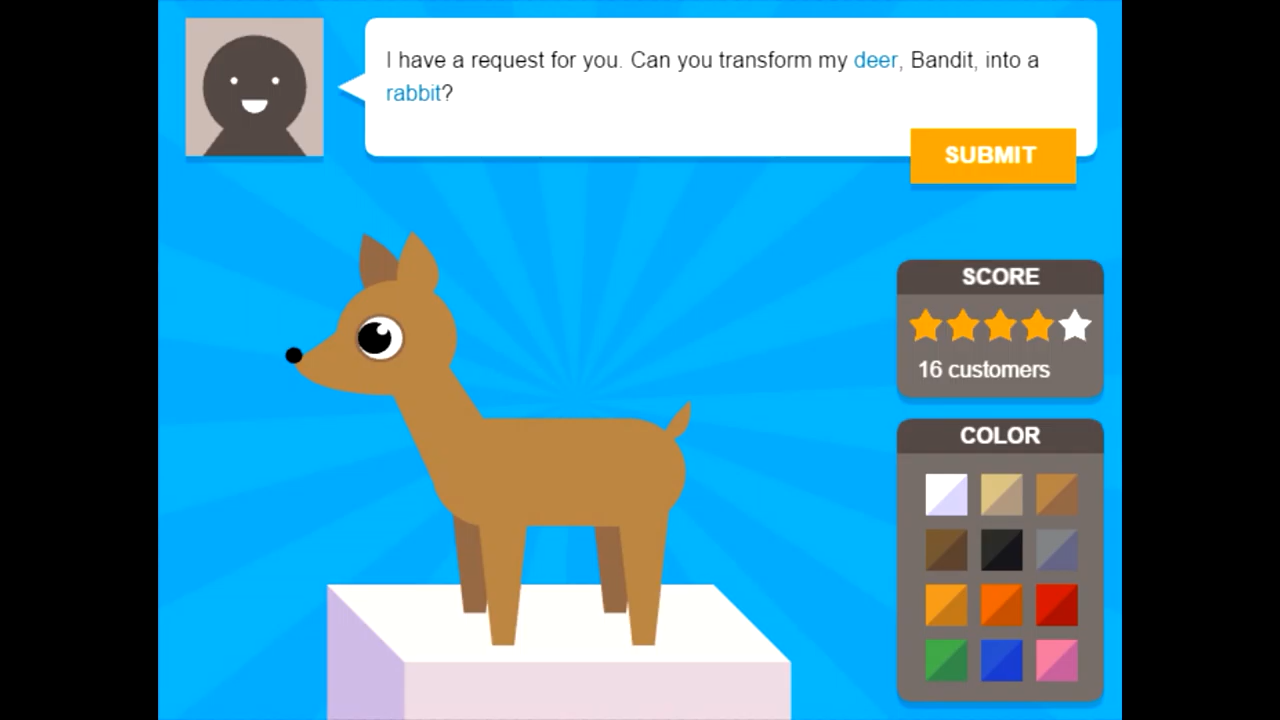 I have a request for you. Can you transform my deer, Bandit, into a
rabbit?
SUBMIT
SCORE
16 customers
COLOR